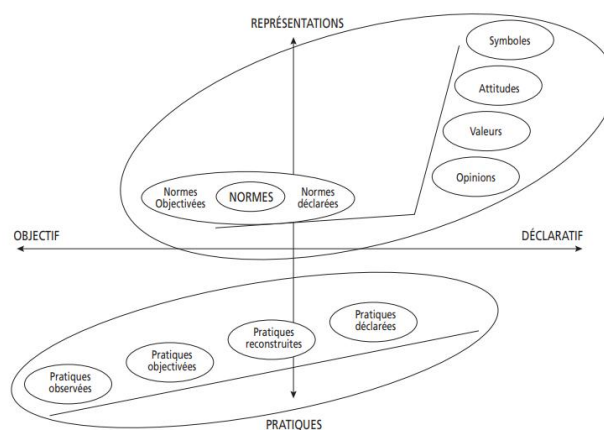 REPRÉSENTATIONS
Symboles
Attitudes
Valeurs
Opinions
Normes
Objectivées
NORMES
Normes
déclarées
OBJECTIF
DÉCLARATIF
Pratiques
déclarées
Pratiques
reconstruites
Pratiques
objectivées
Pratiques
observées
PRATIQUES